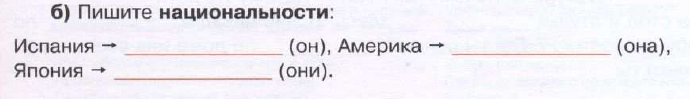 б) Пишите национальности:
Испания → ____________ (он), Америка → ____________ (она),
Япония → ____________ (они).